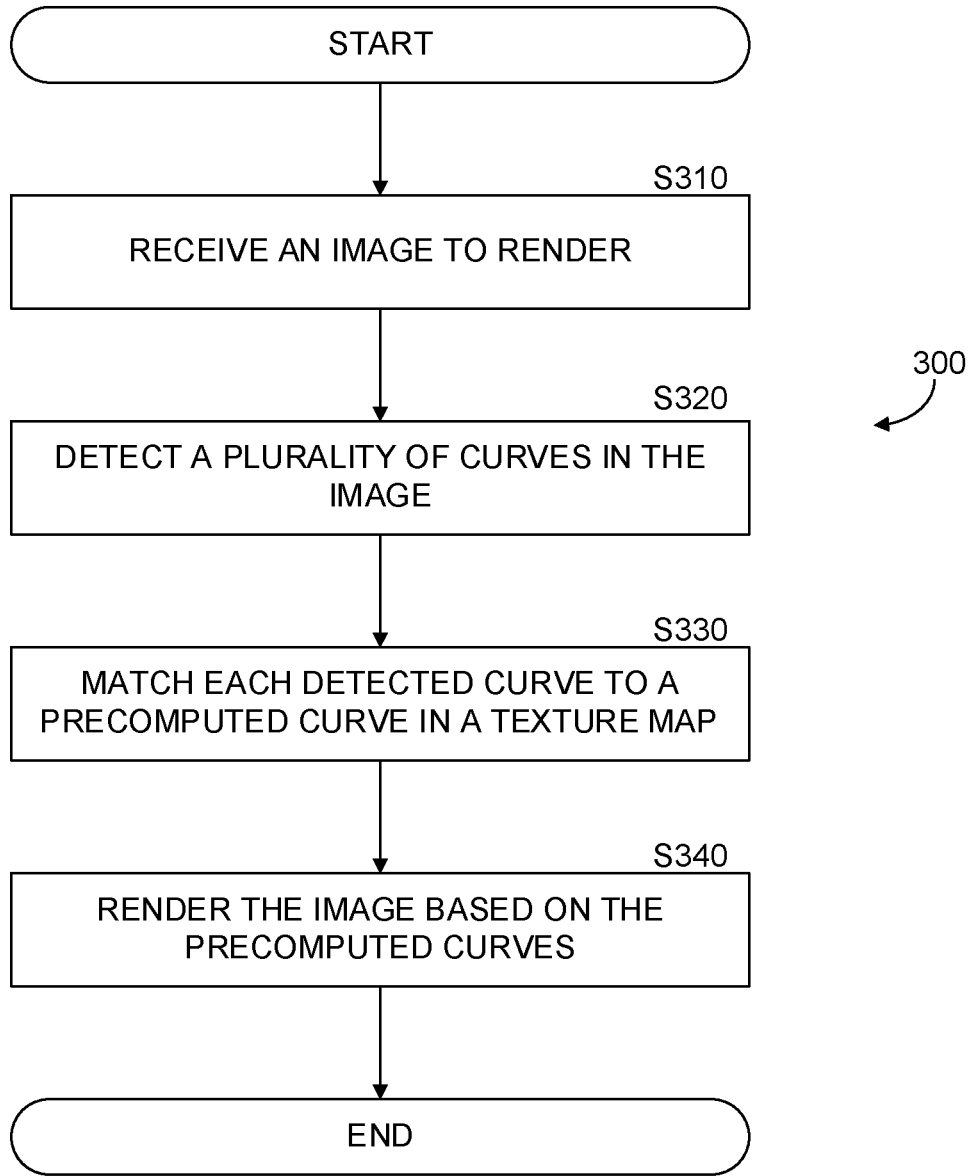 START
S310
RECEIVE AN IMAGE TO RENDER
300
S320
DETECT A PLURALITY OF CURVES IN THE
IMAGE
S330
MATCH EACH DETECTED CURVE TO A
PRECOMPUTED CURVE IN A TEXTURE MAP
S340
RENDER THE IMAGE BASED ON THE
PRECOMPUTED CURVES
END